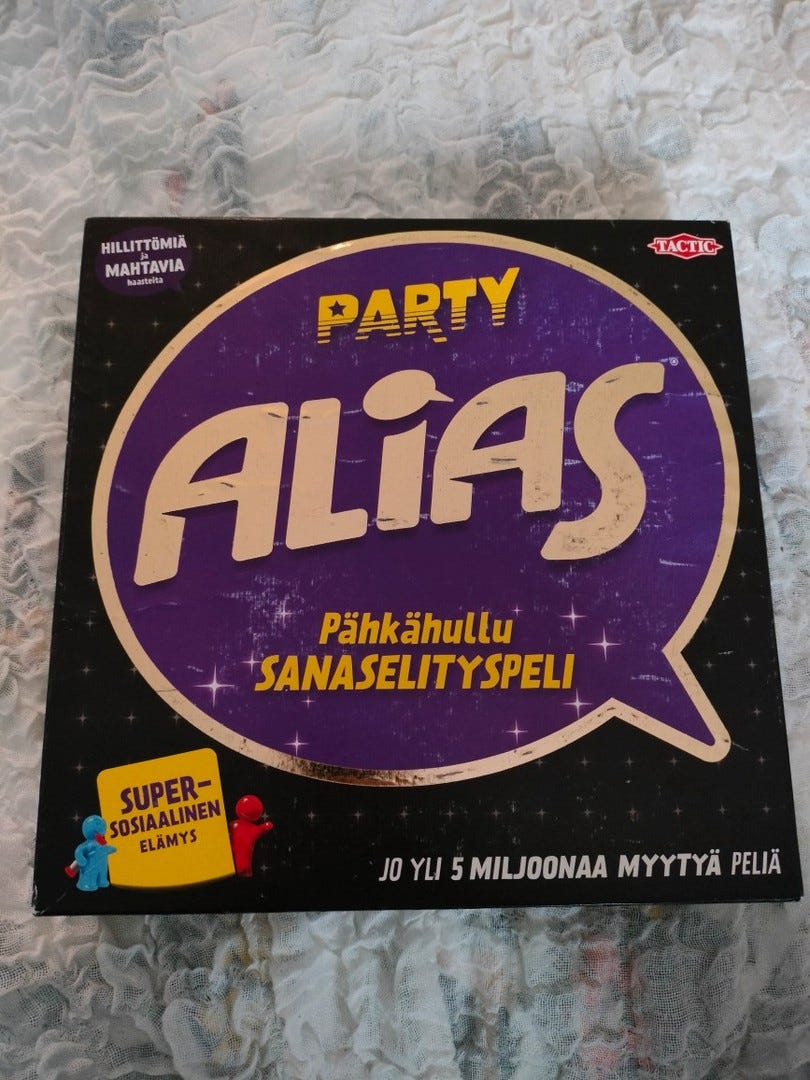 HILLITTÖMIÄ
ja
MAHTAVIA
haasteita
TACTIC
PARTY
ALiAS®
Pähkähullu
SANASELITYSPELI
SUPER-
SOSIAALINEN
ELÄMYS
JO YLI 5 MILJOONAA MYYTYÄ PELIÄ